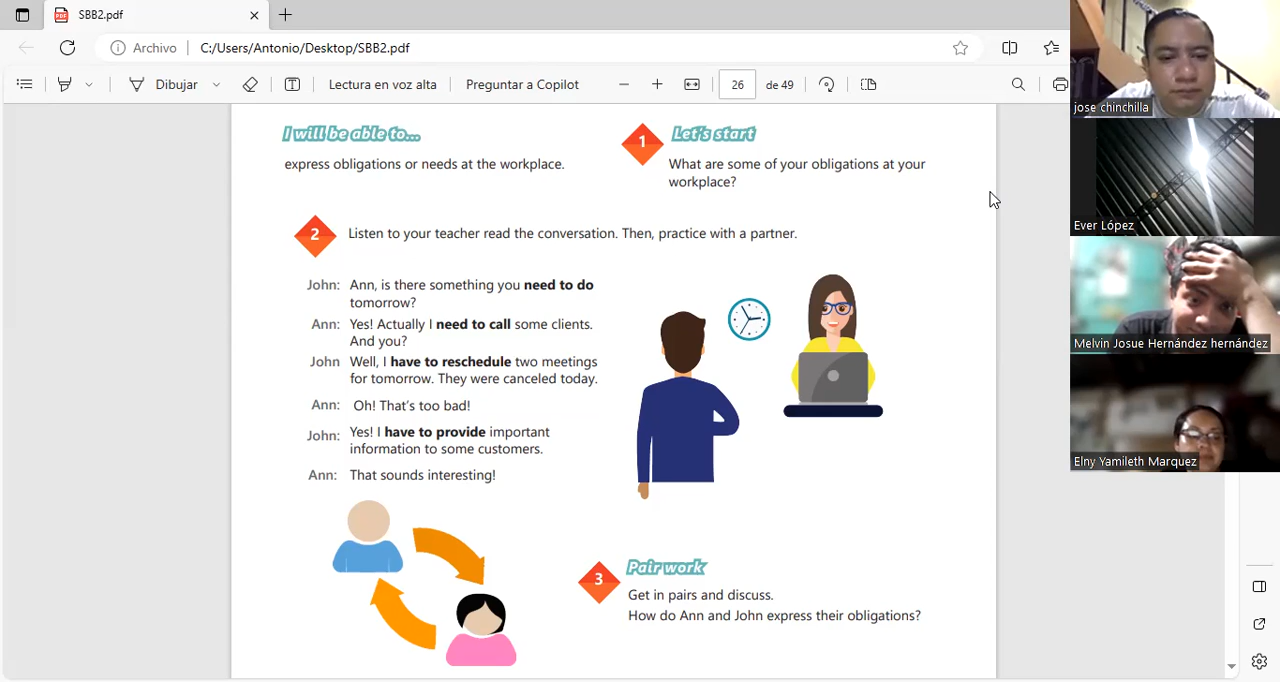 SBB2.pdf
Archivo
C:/Users/Antonio/Desktop/SBB2.pdf
Dibujar
Lectura en voz alta
Preguntar a Copilot
26
de 49
I will be able to...
express obligations or needs at the workplace.
1
Let's start
What are some of your obligations at your
workplace?
2
Listen to your teacher read the conversation. Then, practice with a partner.
John: Ann, is there something you need to do
tomorrow?
Ann: Yes! Actually I need to call some clients.
And you?
John Well, I have to reschedule two meetings
for tomorrow. They were canceled today.
Ann: Oh! That's too bad!
John: Yes! I have to provide important
information to some customers.
Ann: That sounds interesting!
3
Pair work
Get in pairs and discuss.
How do Ann and John express their obligations?
jose chinchilla
Ever López
Melvin Josue Hernández hernández
Elny Yamileth Marquez